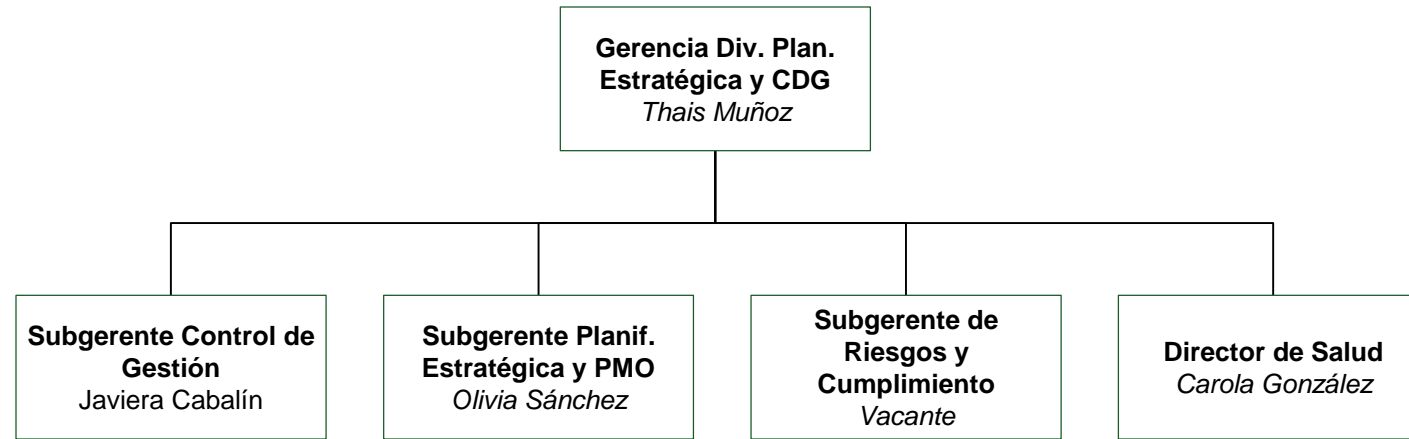 Gerencia Div. Plan.
Estratégica y CDG
Thais Muñoz
Subgerente Control de
Gestión
Javiera Cabalín
Subgerente Planif.
Estratégica y PMO
Olivia Sánchez
Subgerente de
Riesgos y
Cumplimiento
Vacante
Director de Salud
Carola González